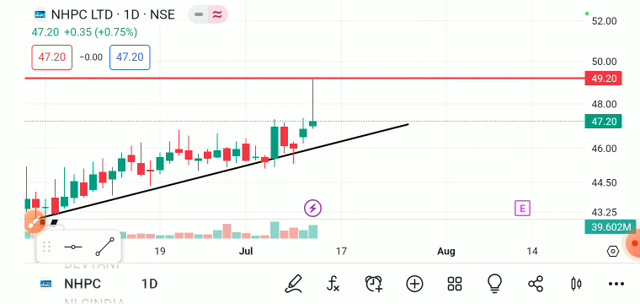 NHPC LTD · 1D · NSE
47.20 +0.35 (+0.75%)
47.20 −0.00 47.20
52.00
50.00
49.20
48.00
47.20
46.00
44.50
43.25
39.602M
E
19 Jul 17 Aug 14
NHPC 1D